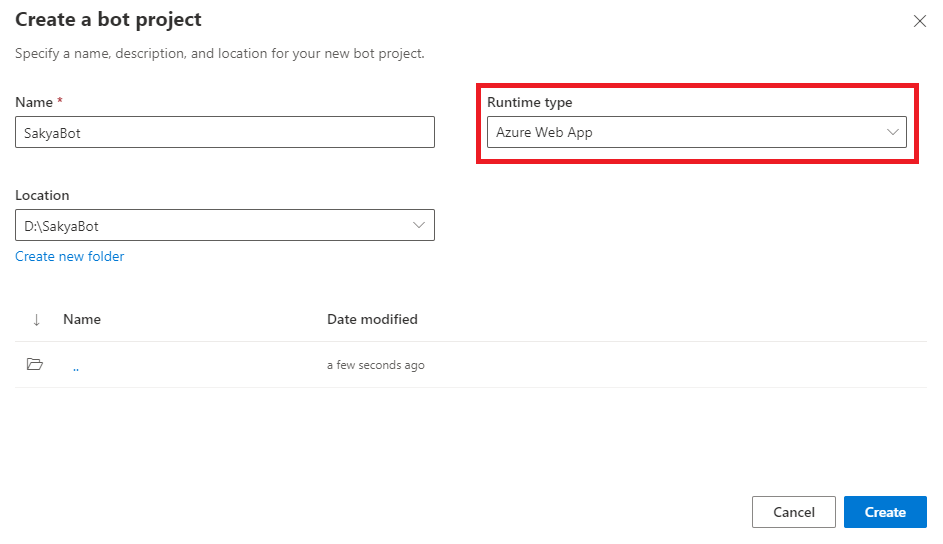 Create a bot project
Specify a name, description, and location for your new bot project.
Name *
Runtime type
SakyaBot
Azure Web App
Location
D:\SakyaBot
Create new folder
↓ Name Date modified
.. a few seconds ago
Cancel Create